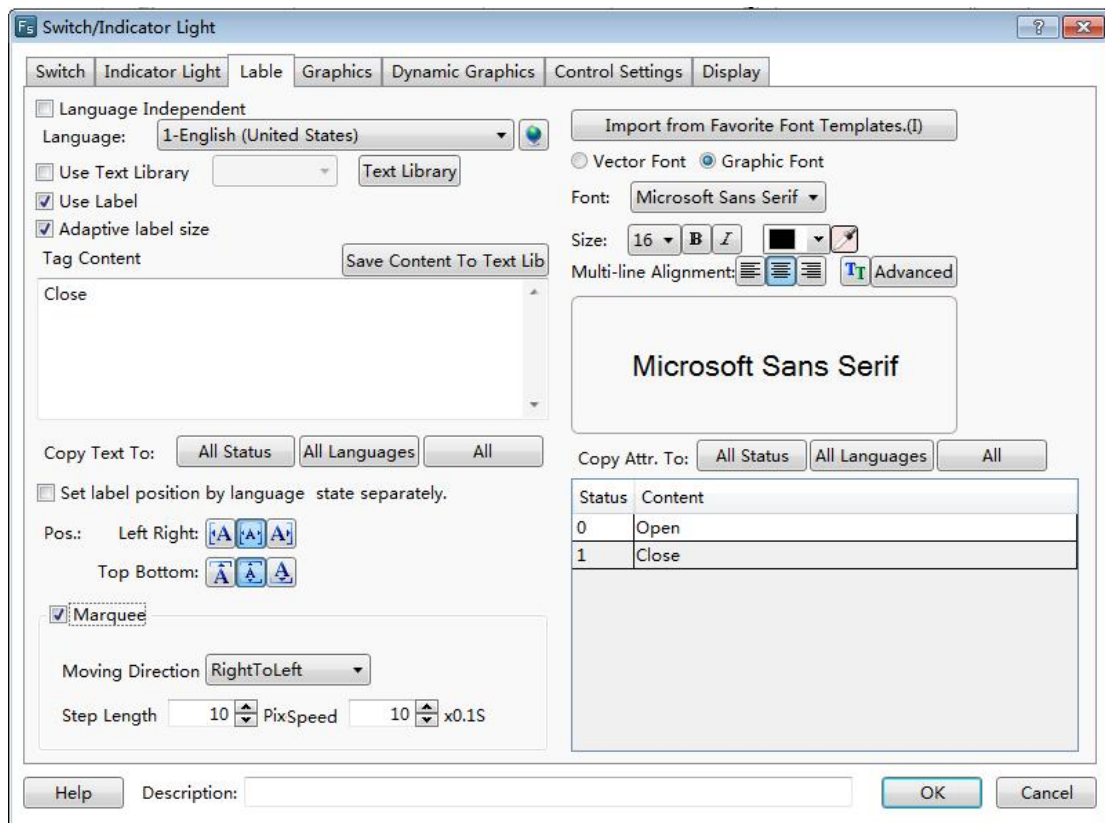 Fs Switch/Indicator Light
Switch Indicator Light Lable Graphics Dynamic Graphics Control Settings Display
Language Independent
Language: 1-English (United States)
Use Text Library Text Library
Use Label
Adaptive label size
Tag Content Save Content To Text Lib
Close
Copy Text To: All Status All Languages All
Set label position by language state separately.
Pos.: Left Right: A A A
Top Bottom: A A A
Marquee
Moving Direction RightToLeft
Step Length 10 PixSpeed 10 x0.1S
Import from Favorite Font Templates.(I)
Vector Font Graphic Font
Font: Microsoft Sans Serif
Size: 16 B I
Multi-line Alignment: TT Advanced
Microsoft Sans Serif
Copy Attr. To: All Status All Languages All
Status Content
0 Open
1 Close
Help Description: OK Cancel